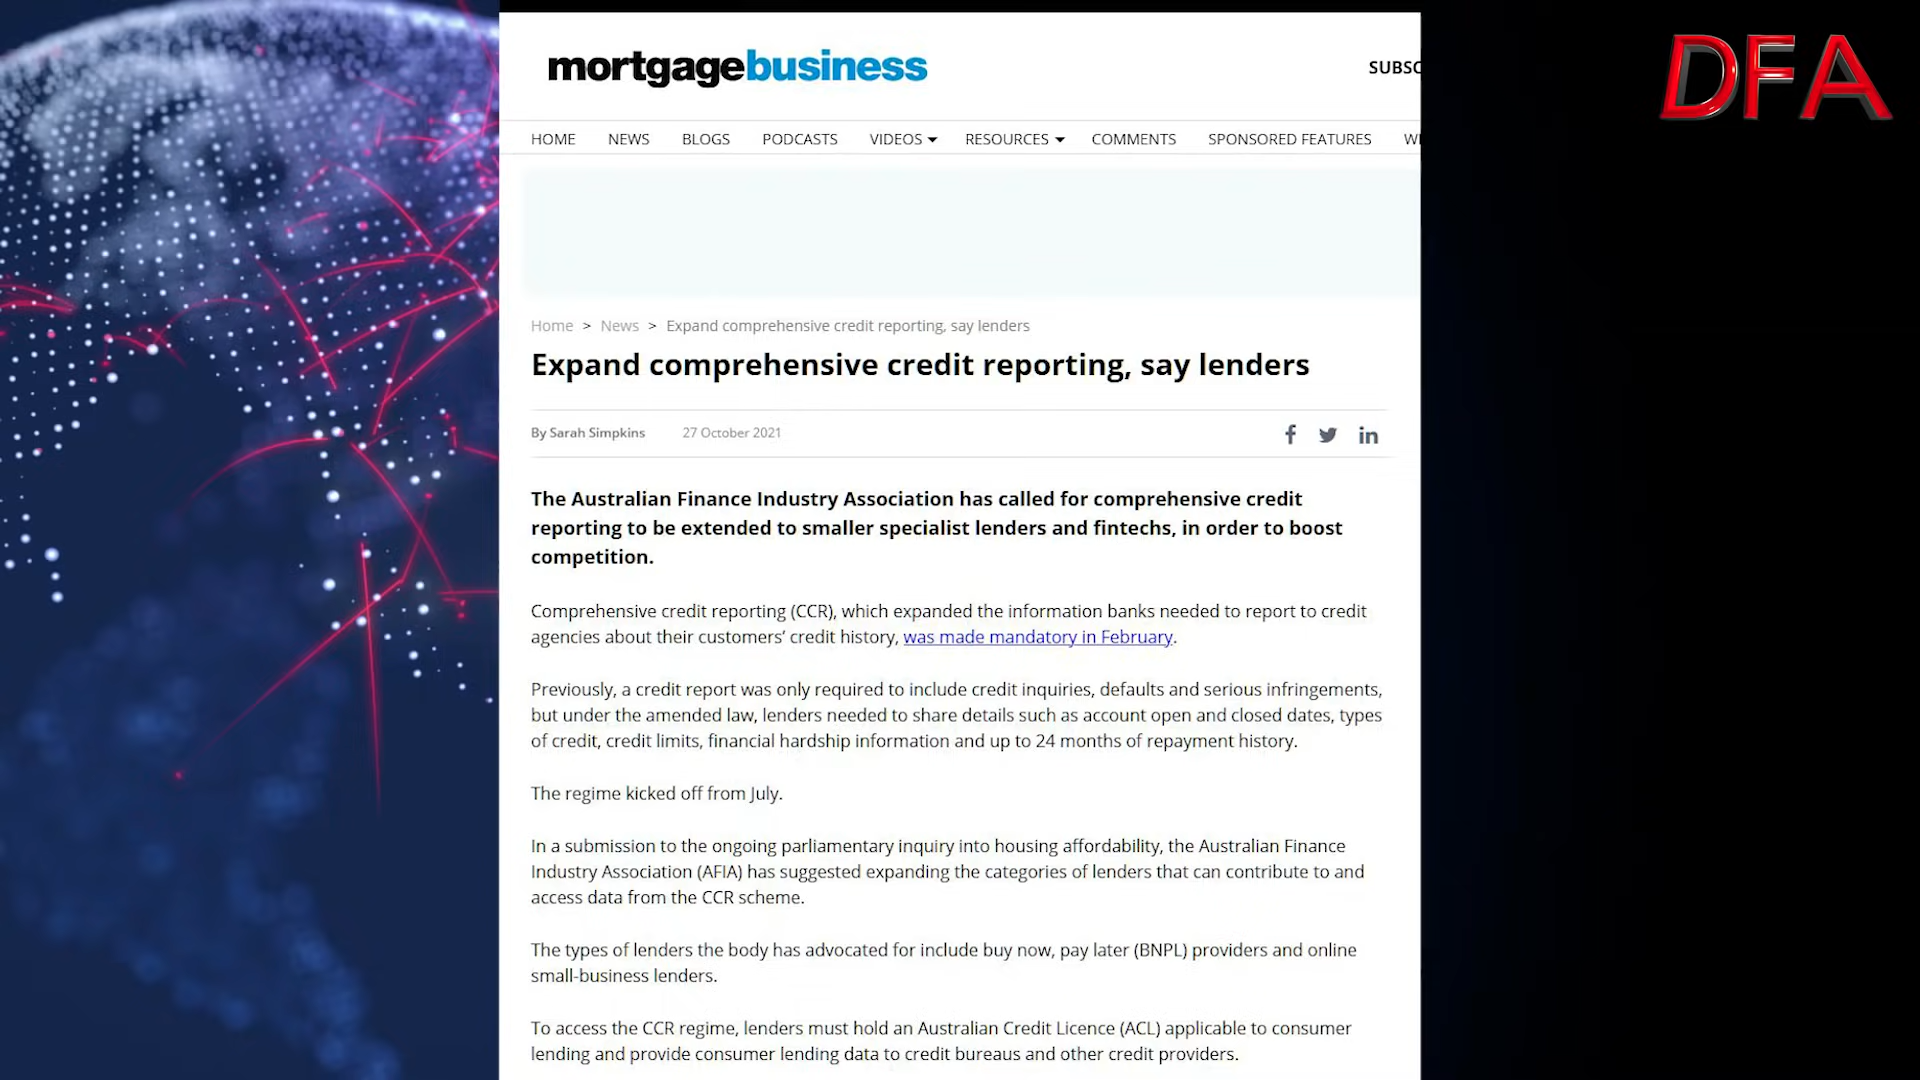 mortgagebusiness
SUBSC
DFA
HOME NEWS BLOGS PODCASTS VIDEOS RESOURCES COMMENTS SPONSORED FEATURES
Home > News > Expand comprehensive credit reporting, say lenders
Expand comprehensive credit reporting, say lenders
By Sarah Simpkins 27 October 2021
The Australian Finance Industry Association has called for comprehensive credit
reporting to be extended to smaller specialist lenders and fintechs, in order to boost
competition.
Comprehensive credit reporting (CCR), which expanded the information banks needed to report to credit
agencies about their customers’ credit history, was made mandatory in February.
Previously, a credit report was only required to include credit inquiries, defaults and serious infringements,
but under the amended law, lenders needed to share details such as account open and closed dates, types
of credit, credit limits, financial hardship information and up to 24 months of repayment history.
The regime kicked off from July.
In a submission to the ongoing parliamentary inquiry into housing affordability, the Australian Finance
Industry Association (AFIA) has suggested expanding the categories of lenders that can contribute to and
access data from the CCR scheme.
The types of lenders the body has advocated for include buy now, pay later (BNPL) providers and online
small-business lenders.
To access the CCR regime, lenders must hold an Australian Credit Licence (ACL) applicable to consumer
lending and provide consumer lending data to credit bureaus and other credit providers.